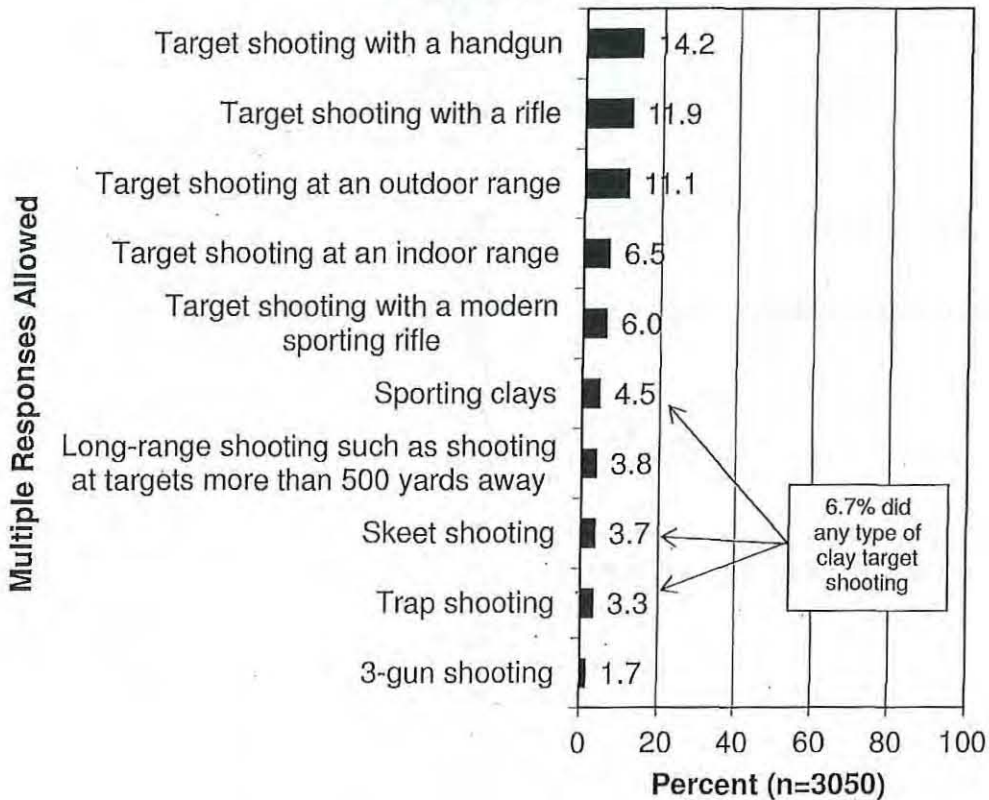 Multiple Responses Allowed
Target shooting with a handgun 14.2
Target shooting with a rifle 11.9
Target shooting at an outdoor range 11.1
Target shooting at an indoor range 6.5
Target shooting with a modern
sporting rifle 6.0
Sporting clays 4.5
Long-range shooting such as shooting
at targets more than 500 yards away 3.8
Skeet shooting 3.7
Trap shooting 3.3
3-gun shooting 1.7
6.7% did
any type of
clay target
shooting
0 20 40 60 80 100
Percent (n=3050)